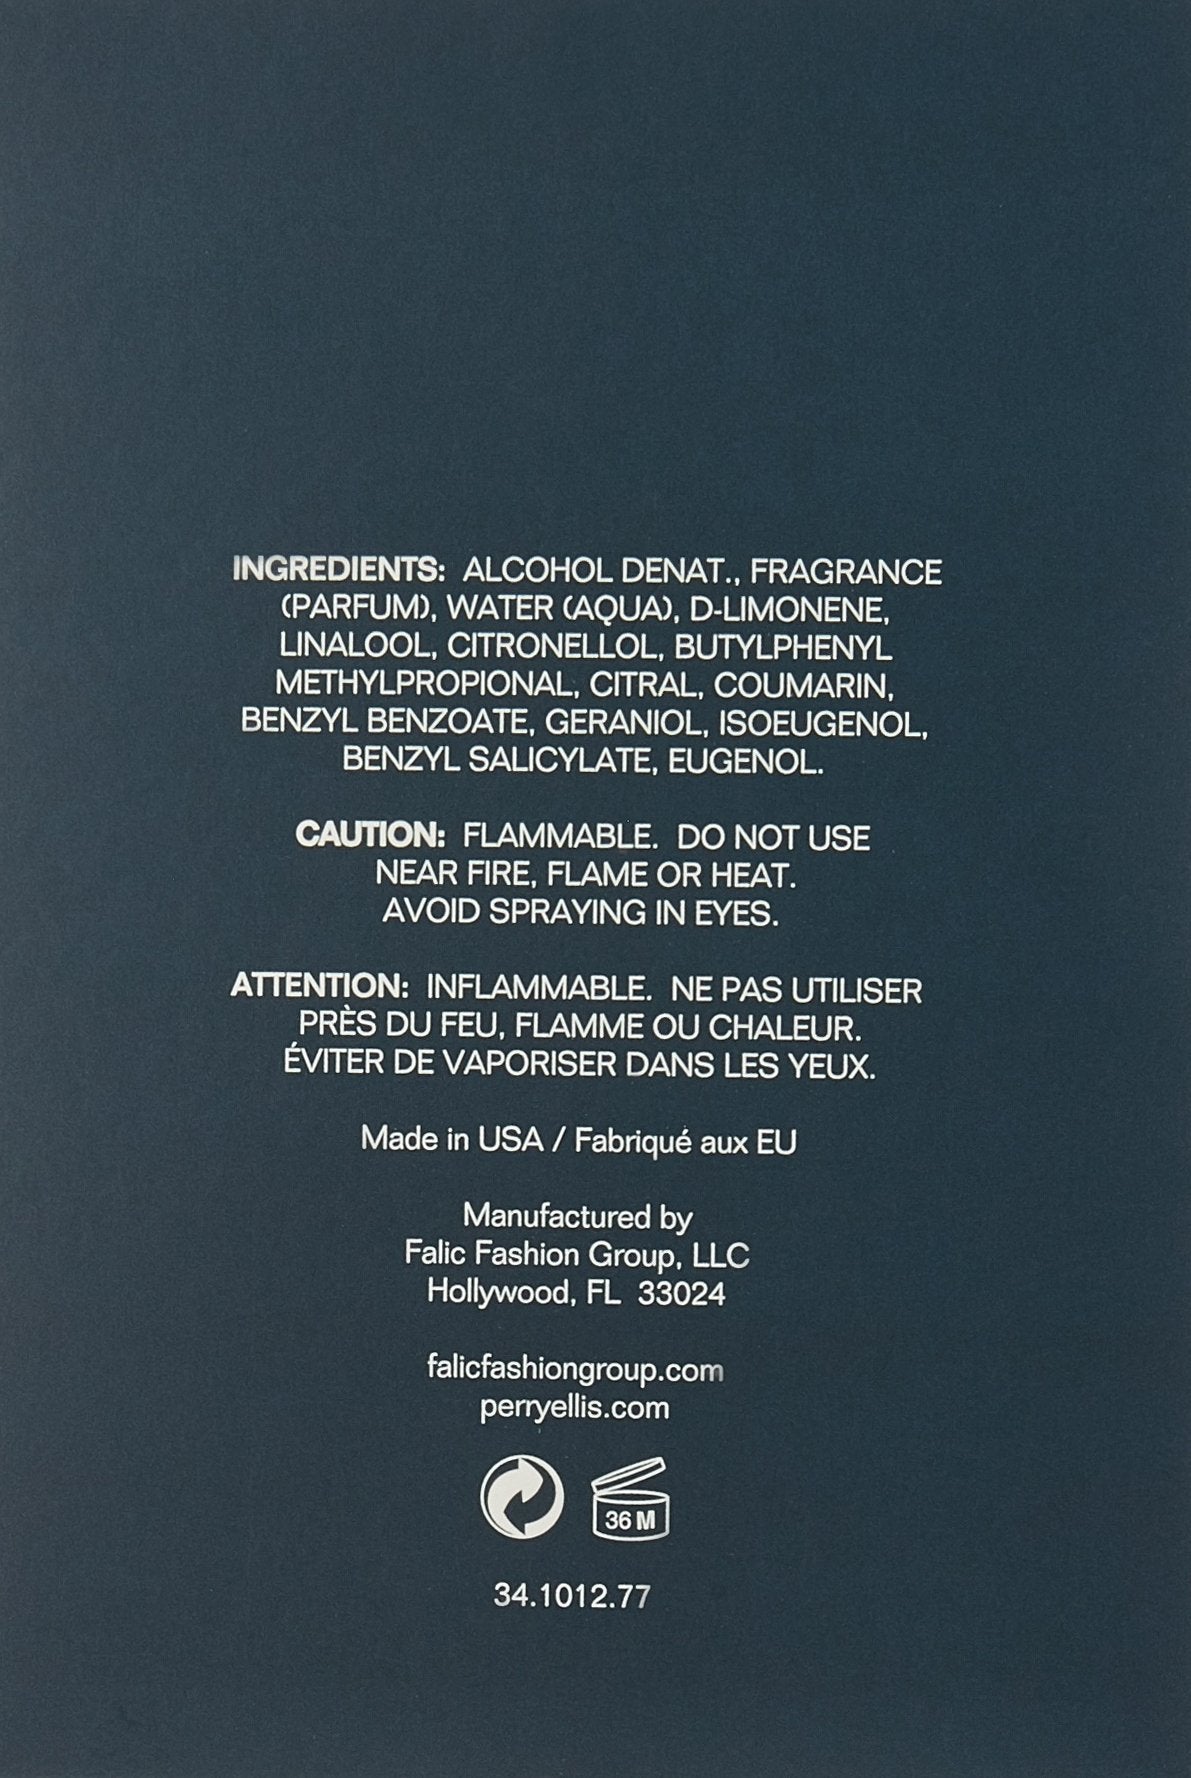 INGREDIENTS: ALCOHOL DENAT., FRAGRANCE
(PARFUM), WATER (AQUA), D-LIMONENE,
LINALOOL, CITRONELLOL, BUTYLPHENYL
METHYLPROPIONAL, CITRAL, COUMARIN,
BENZYL BENZOATE, GERANIOL, ISOEUGENOL,
BENZYL SALICYLATE, EUGENOL.
CAUTION: FLAMMABLE. DO NOT USE
NEAR FIRE, FLAME OR HEAT.
AVOID SPRAYING IN EYES.
ATTENTION: INFLAMMABLE. NE PAS UTILISER
PRÈS DU FEU, FLAMME OU CHALEUR.
ÉVITER DE VAPORISER DANS LES YEUX.
Made in USA / Fabriqué aux EU
Manufactured by
Falic Fashion Group, LLC
Hollywood, FL 33024
falicfashiongroup.com
perryellis.com
36 M
34.1012.77